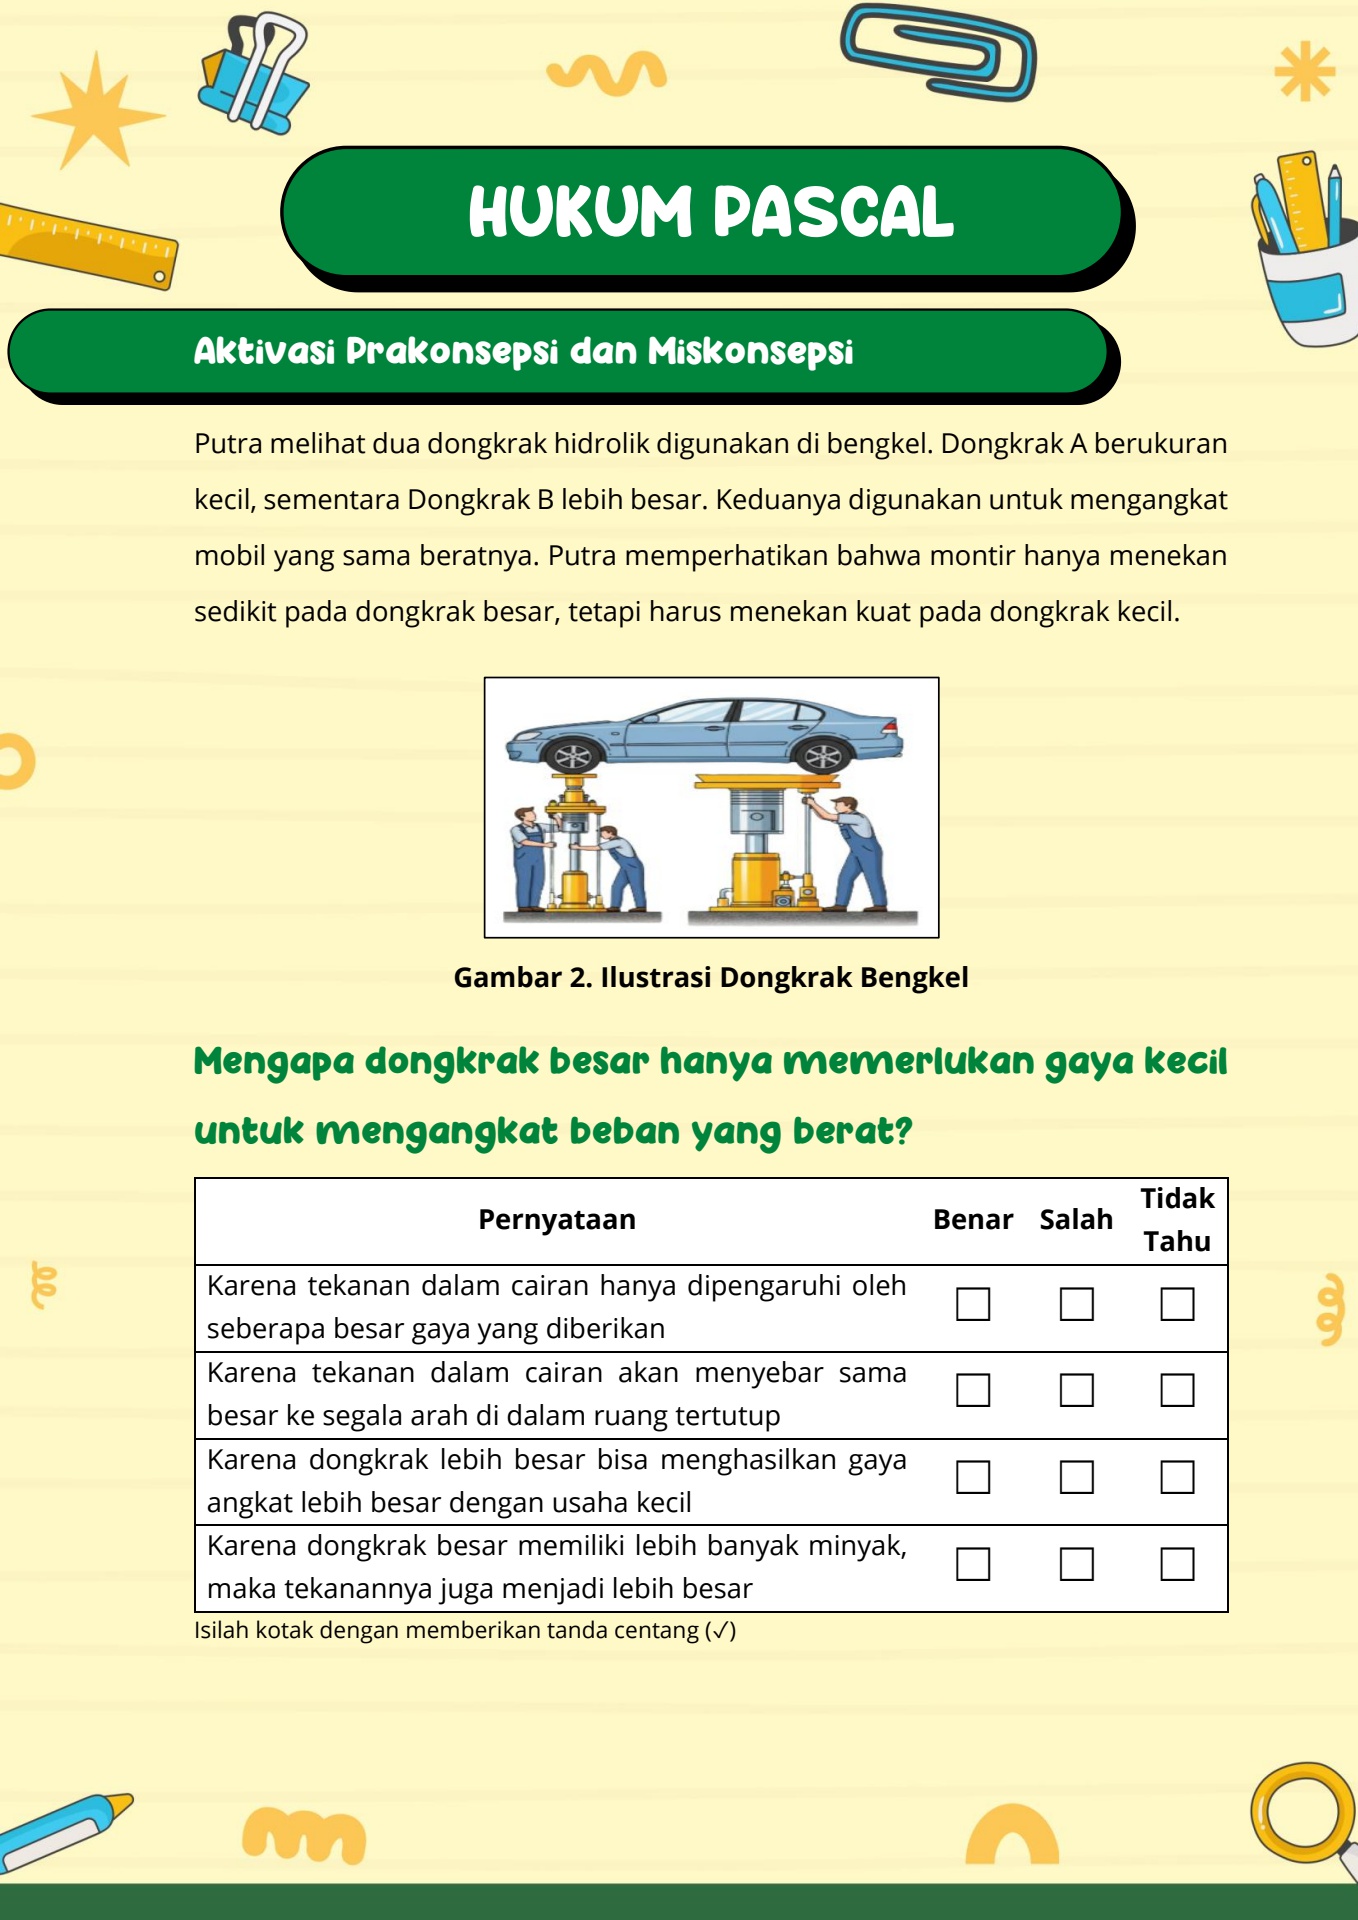 HUKUM PASCAL
Aktivasi Prakonsepsi dan Miskonsepsi
Putra melihat dua dongkrak hidrolik digunakan di bengkel. Dongkrak A berukuran
kecil, sementara Dongkrak B lebih besar. Keduanya digunakan untuk mengangkat
mobil yang sama beratnya. Putra memperhatikan bahwa montir hanya menekan
sedikit pada dongkrak besar, tetapi harus menekan kuat pada dongkrak kecil.
Gambar 2. Ilustrasi Dongkrak Bengkel
Mengapa dongkrak besar hanya memerlukan gaya kecil
untuk mengangkat beban yang berat?
Pernyataan Benar Salah Tidak Tahu
Karena tekanan dalam cairan hanya dipengaruhi oleh
seberapa besar gaya yang diberikan
Karena tekanan dalam cairan akan menyebar sama
besar ke segala arah di dalam ruang tertutup
Karena dongkrak lebih besar bisa menghasilkan gaya
angkat lebih besar dengan usaha kecil
Karena dongkrak besar memiliki lebih banyak minyak,
maka tekanannya juga menjadi lebih besar
Isilah kotak dengan memberikan tanda centang (✓)